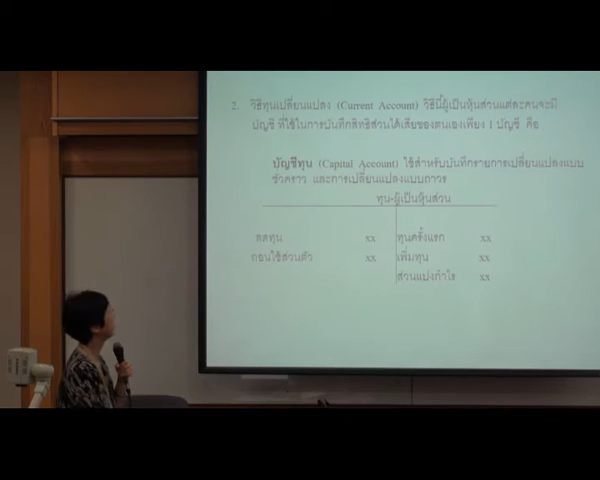 2. วิธีทุนเปลี่ยนแปลง (Current Account) วิธีนี้ผู้เป็นหุ้นส่วนแต่ละคนจะมี
บัญชี ที่ใช้ในการบันทึกสิทธิส่วนได้เสียของตนเองเพียง 1 บัญชี คือ
บัญชีทุน (Capital Account) ใช้สำหรับบันทึกรายการเปลี่ยนแปลงแบบ
ชั่วคราว และการเปลี่ยนแปลงแบบถาวร
ทุน-ผู้เป็นหุ้นส่วน
ลดทุน xx ทุนครั้งแรก xx
ถอนใช้ส่วนตัว xx เพิ่มทุน xx
ส่วนแบ่งกำไร xx